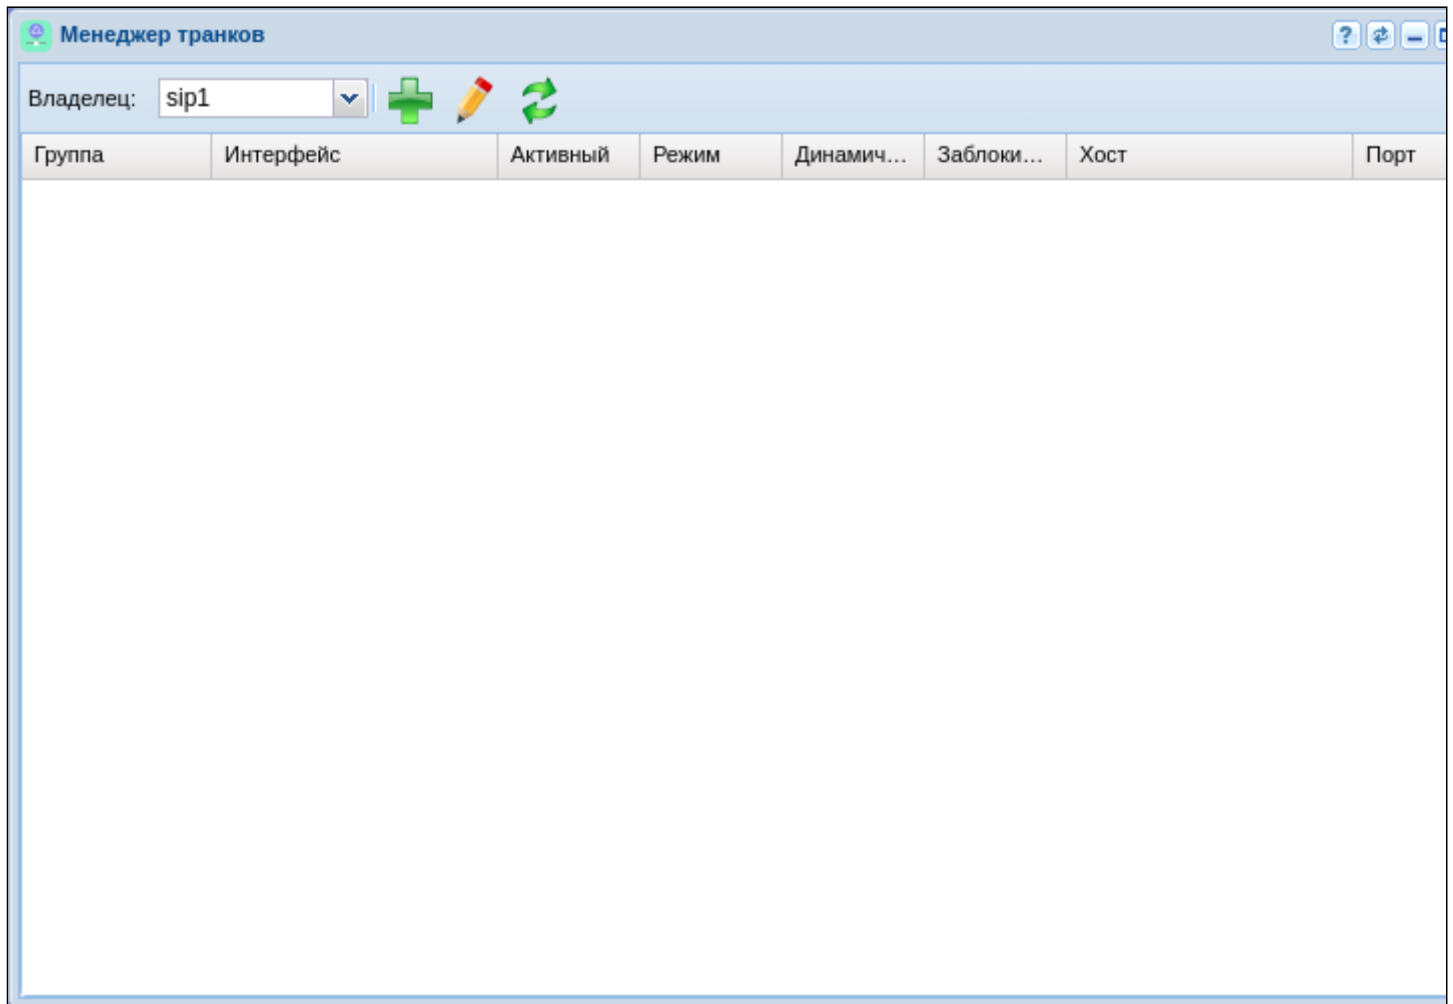 Менеджер транков
?
Владелец: sip1
Группа Интерфейс Активный Режим Динамич... Заблоки... Хост Порт